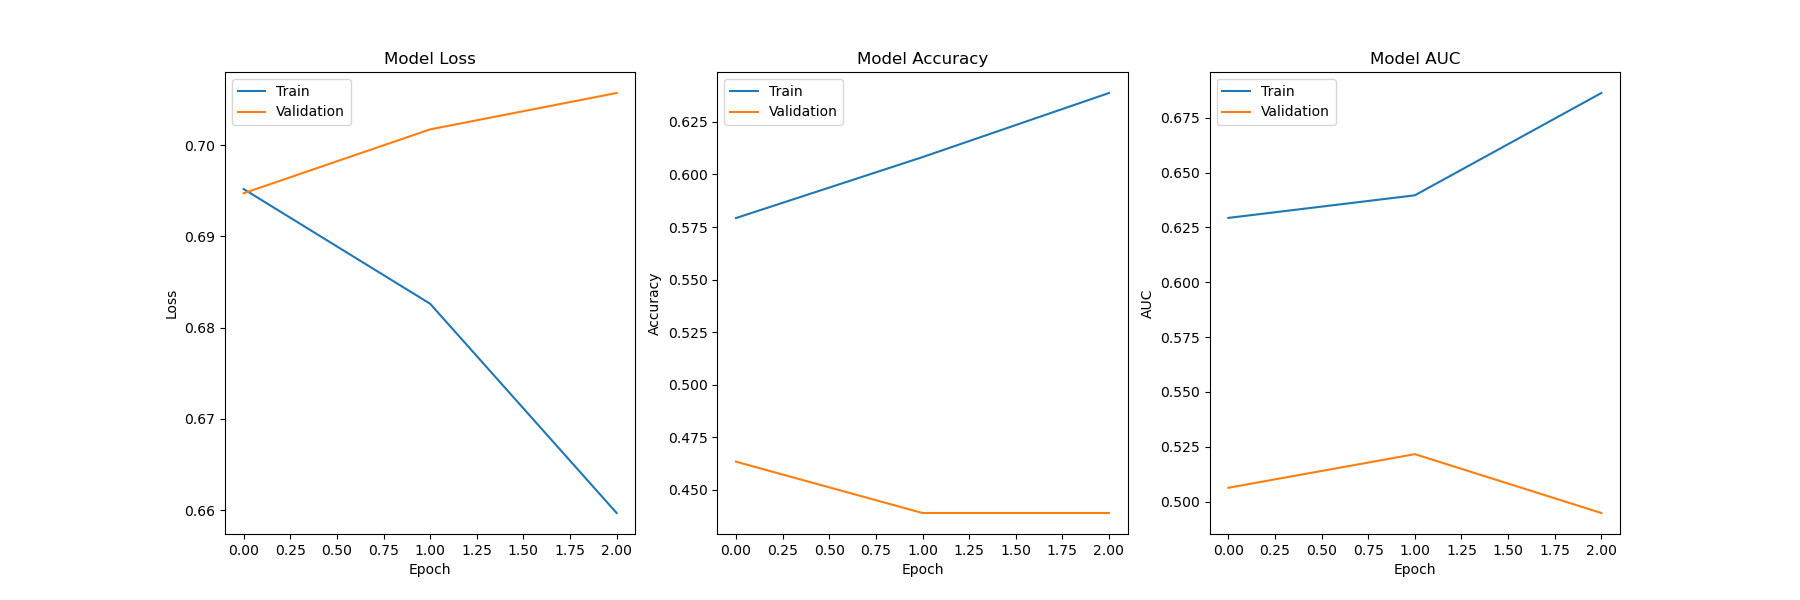 Model Loss
Train
Validation
0.70
0.69
0.68
0.67
0.66
Loss
0.00 0.25 0.50 0.75 1.00 1.25 1.50 1.75 2.00
Epoch
Model Accuracy
Train
Validation
0.625
0.600
0.575
0.550
0.525
0.500
0.475
0.450
Accuracy
0.00 0.25 0.50 0.75 1.00 1.25 1.50 1.75 2.00
Epoch
Model AUC
Train
Validation
0.675
0.650
0.625
0.600
0.575
0.550
0.525
0.500
AUC
0.00 0.25 0.50 0.75 1.00 1.25 1.50 1.75 2.00
Epoch